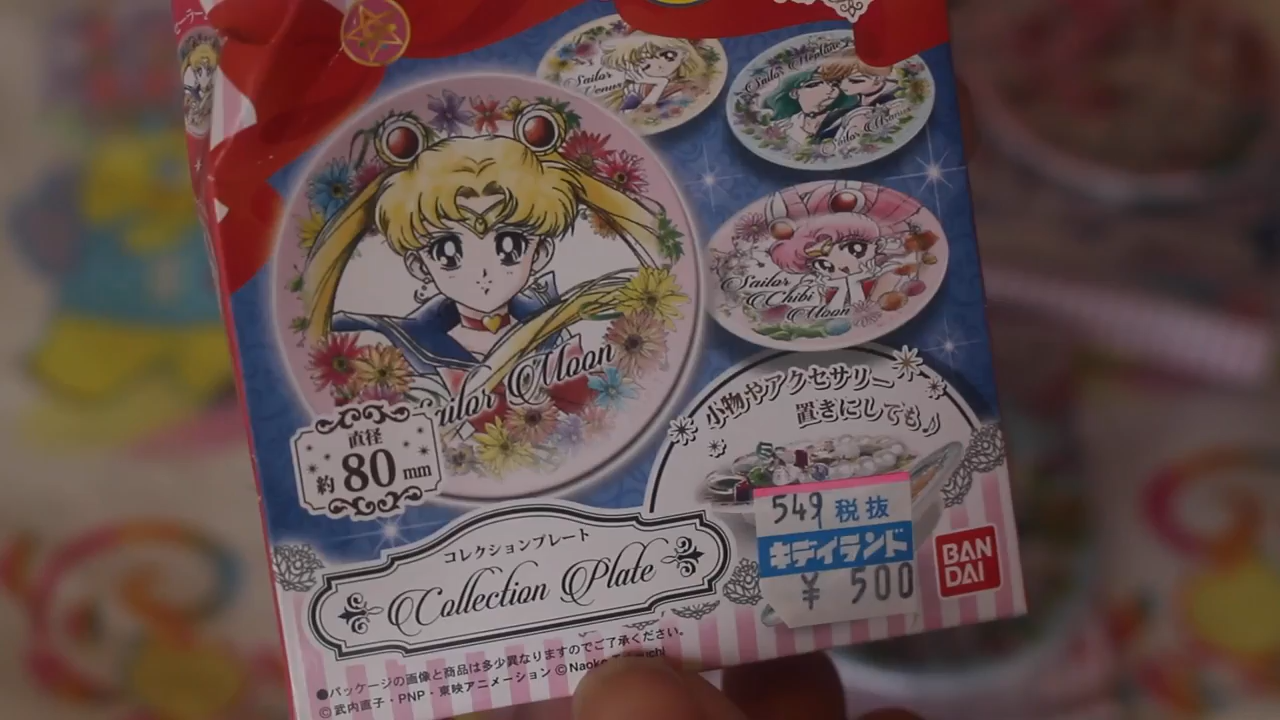 Sailor
Venus
Sailor Neptune
Sailor Uranus
Sailor
Chibi
Moon
ailor Moon
直径
約80mm
小物やアクセサリー
置きにしても♪
コレクションプレート
Collection Plate
549 税抜
キデイランド
¥ 500
BAN
DAI
●パッケージの画像と商品は多少異なりますのでご了承ください。
©武内直子・PNP・東映アニメーション ©Naoko